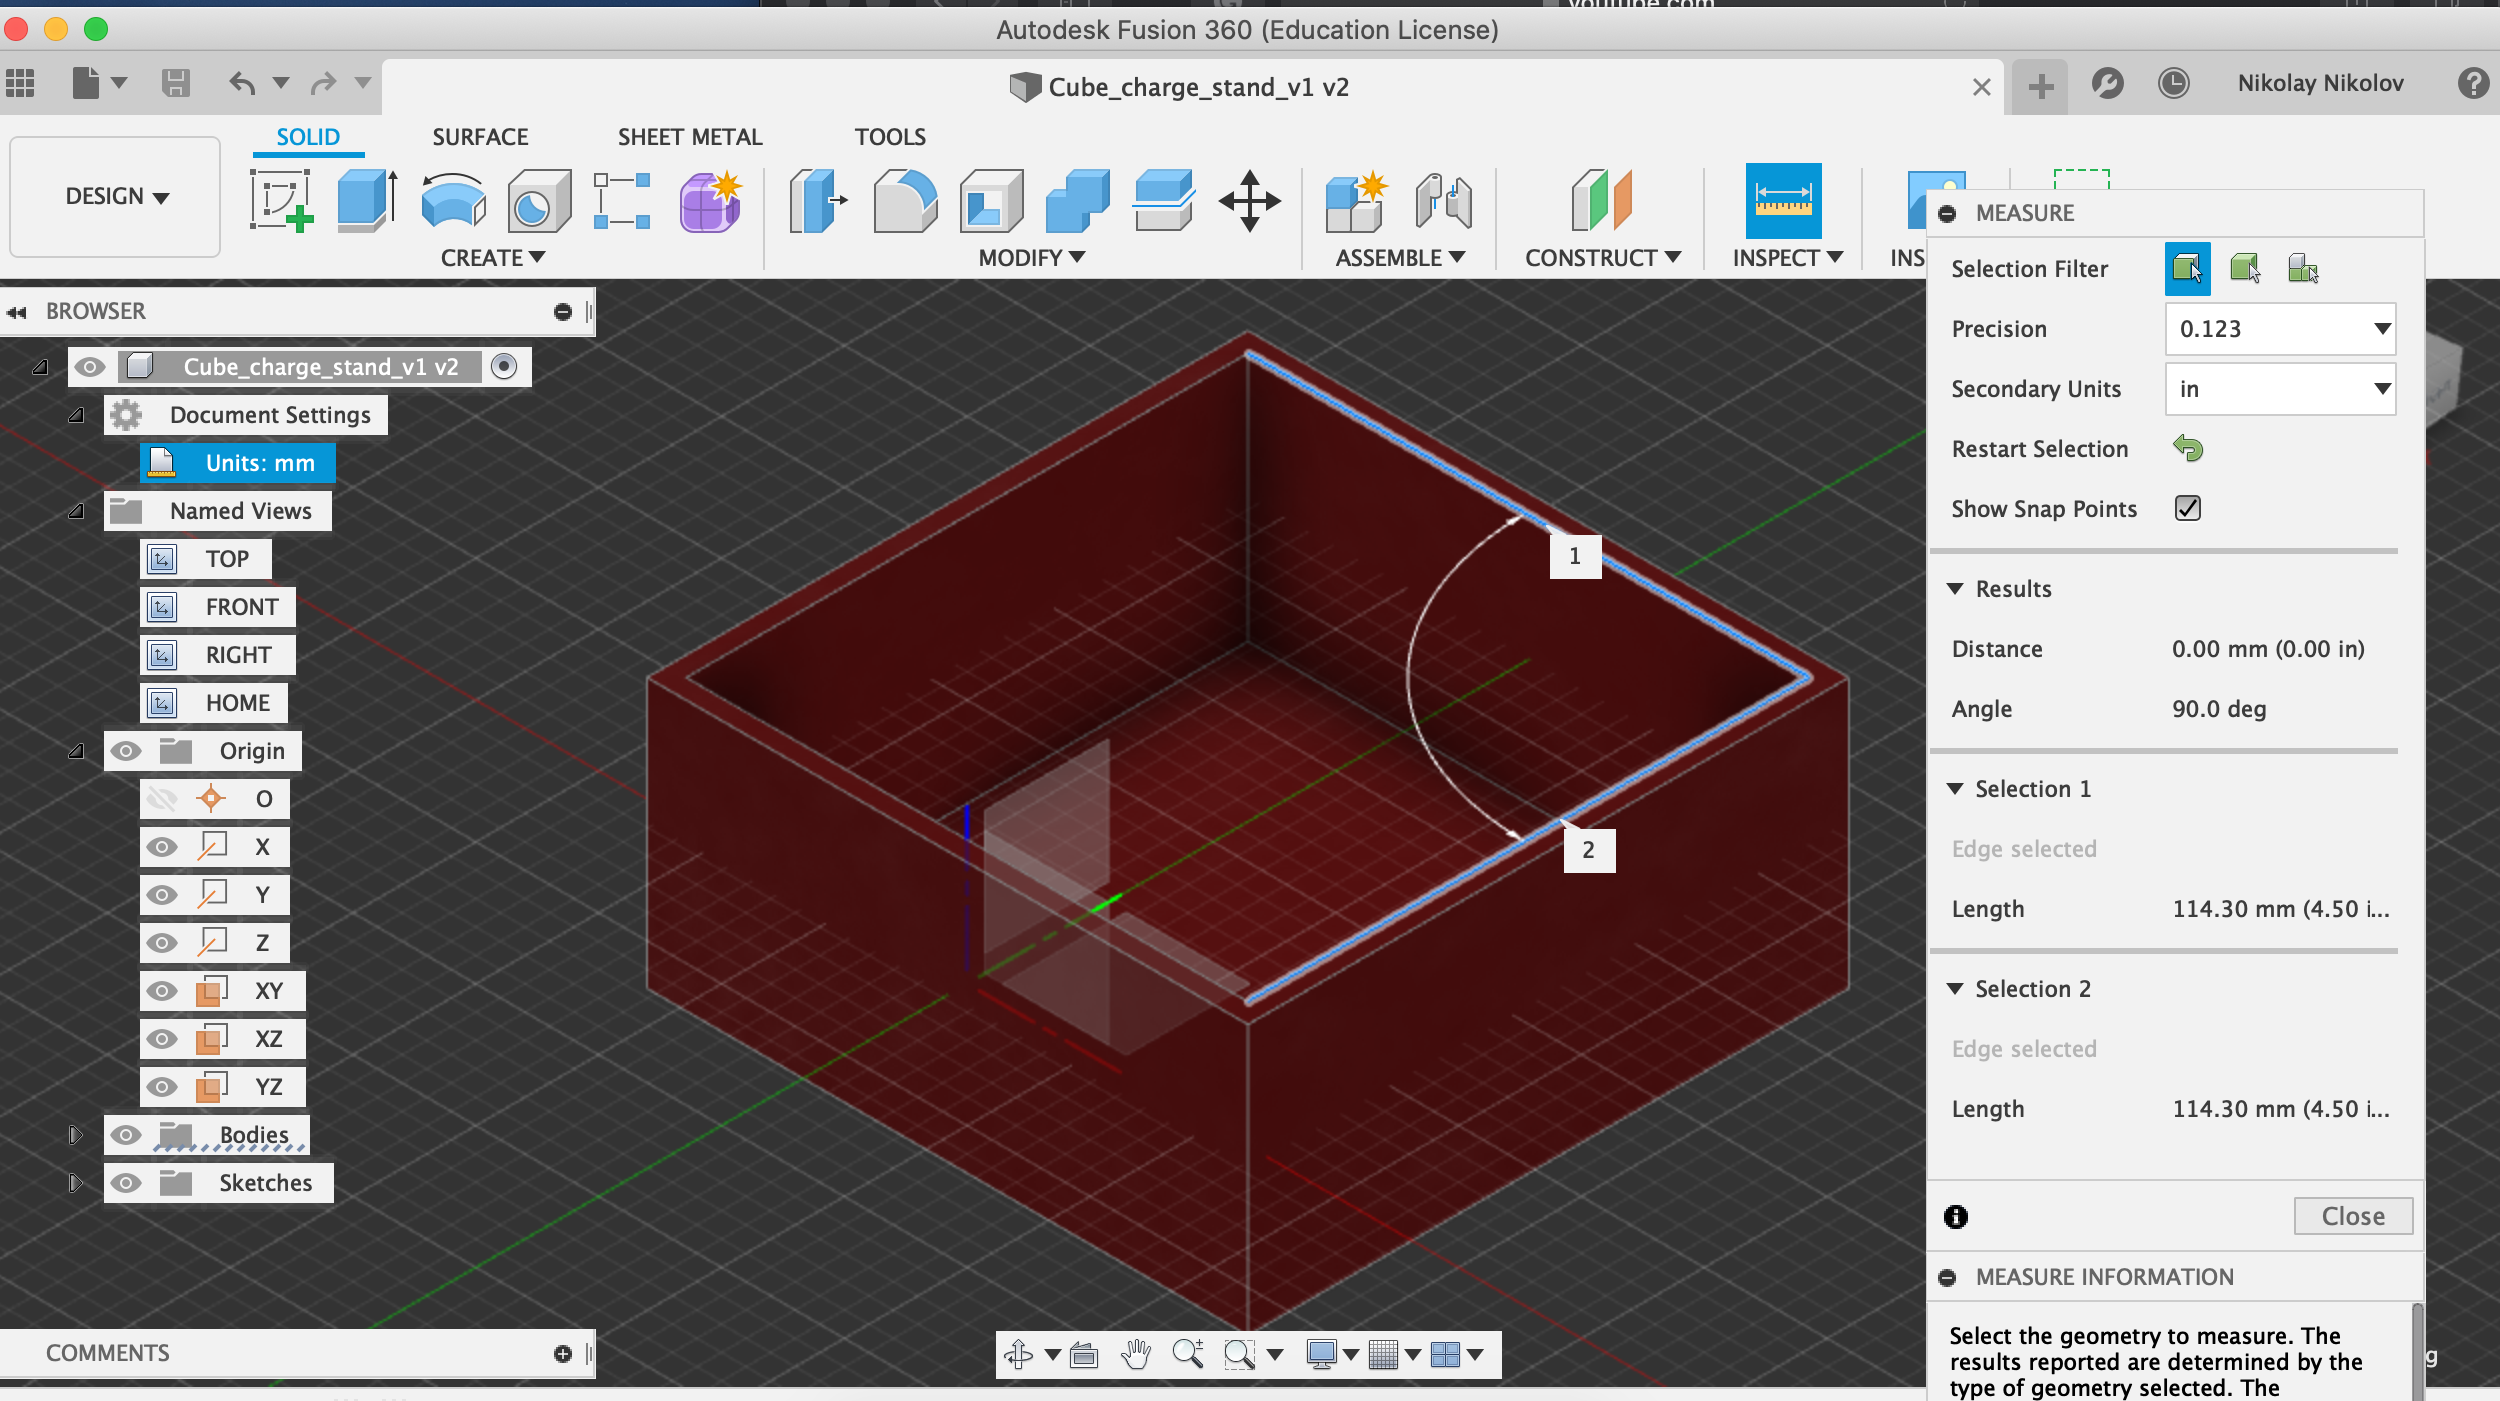 youtube.com
Autodesk Fusion 360 (Education License)
Cube_charge_stand_v1 v2
Nikolay Nikolov
SOLID
SURFACE
SHEET METAL
TOOLS
DESIGN
CREATE
MODIFY
ASSEMBLE
CONSTRUCT
INSPECT
INS
BROWSER
Cube_charge_stand_v1 v2
Document Settings
Units: mm
Named Views
TOP
FRONT
RIGHT
HOME
Origin
O
X
Y
Z
XY
XZ
YZ
Bodies
Sketches
COMMENTS
1
2
MEASURE
Selection Filter
Precision 0.123
Secondary Units in
Restart Selection
Show Snap Points
Results
Distance 0.00 mm (0.00 in)
Angle 90.0 deg
Selection 1
Edge selected
Length 114.30 mm (4.50 i...
Selection 2
Edge selected
Length 114.30 mm (4.50 i...
Close
MEASURE INFORMATION
Select the geometry to measure. The
results reported are determined by the
type of geometry selected. The